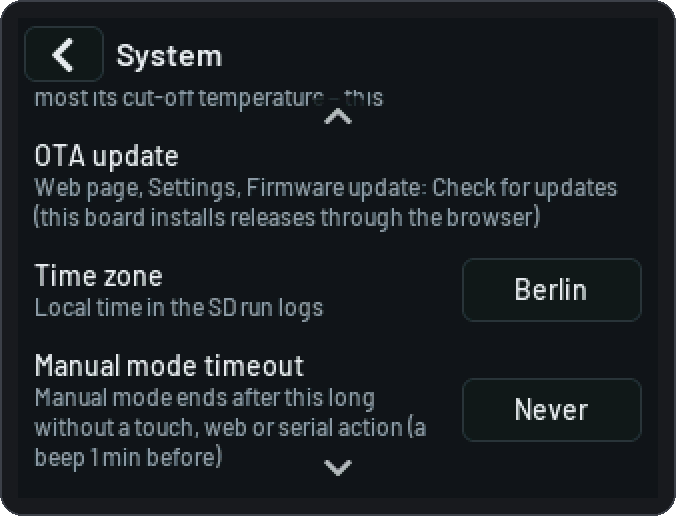 System
most its cut-off temperature – this
OTA update
Web page, Settings, Firmware update: Check for updates
(this board installs releases through the browser)
Time zone
Local time in the SD run logs
Berlin
Manual mode timeout
Manual mode ends after this long
without a touch, web or serial action (a
beep 1 min before)
Never